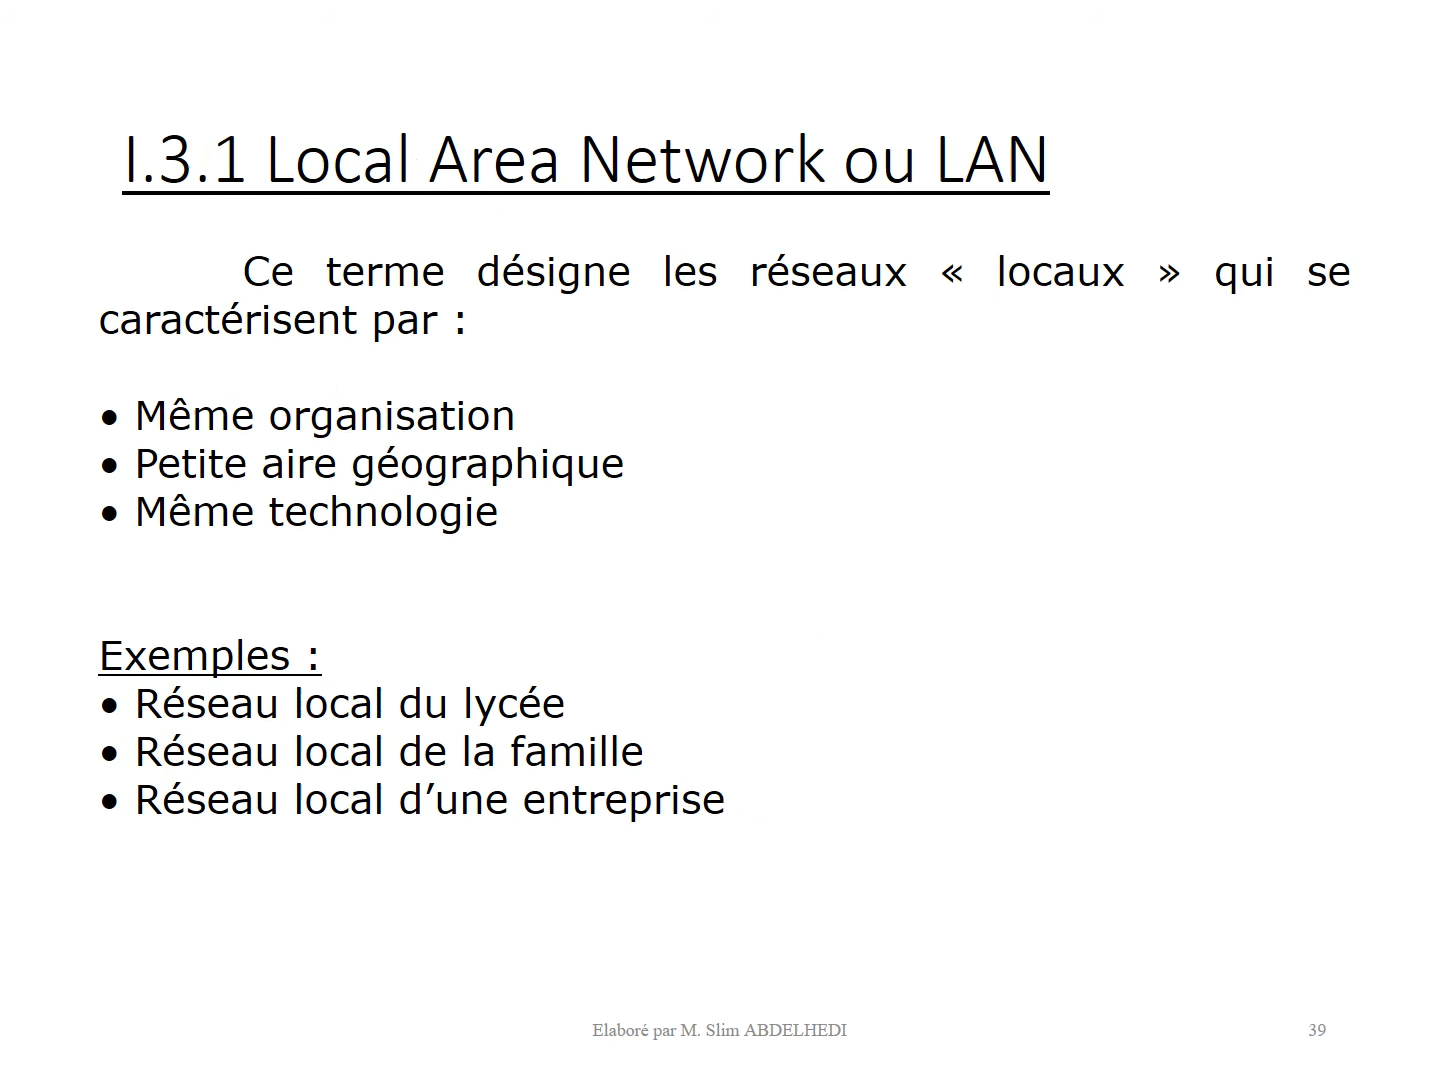 I.3.1 Local Area Network ou LAN
Ce terme désigne les réseaux « locaux » qui se
caractérisent par :
• Même organisation
• Petite aire géographique
• Même technologie
Exemples :
• Réseau local du lycée
• Réseau local de la famille
• Réseau local d’une entreprise
Elaboré par M. Slim ABDELHEDI
39